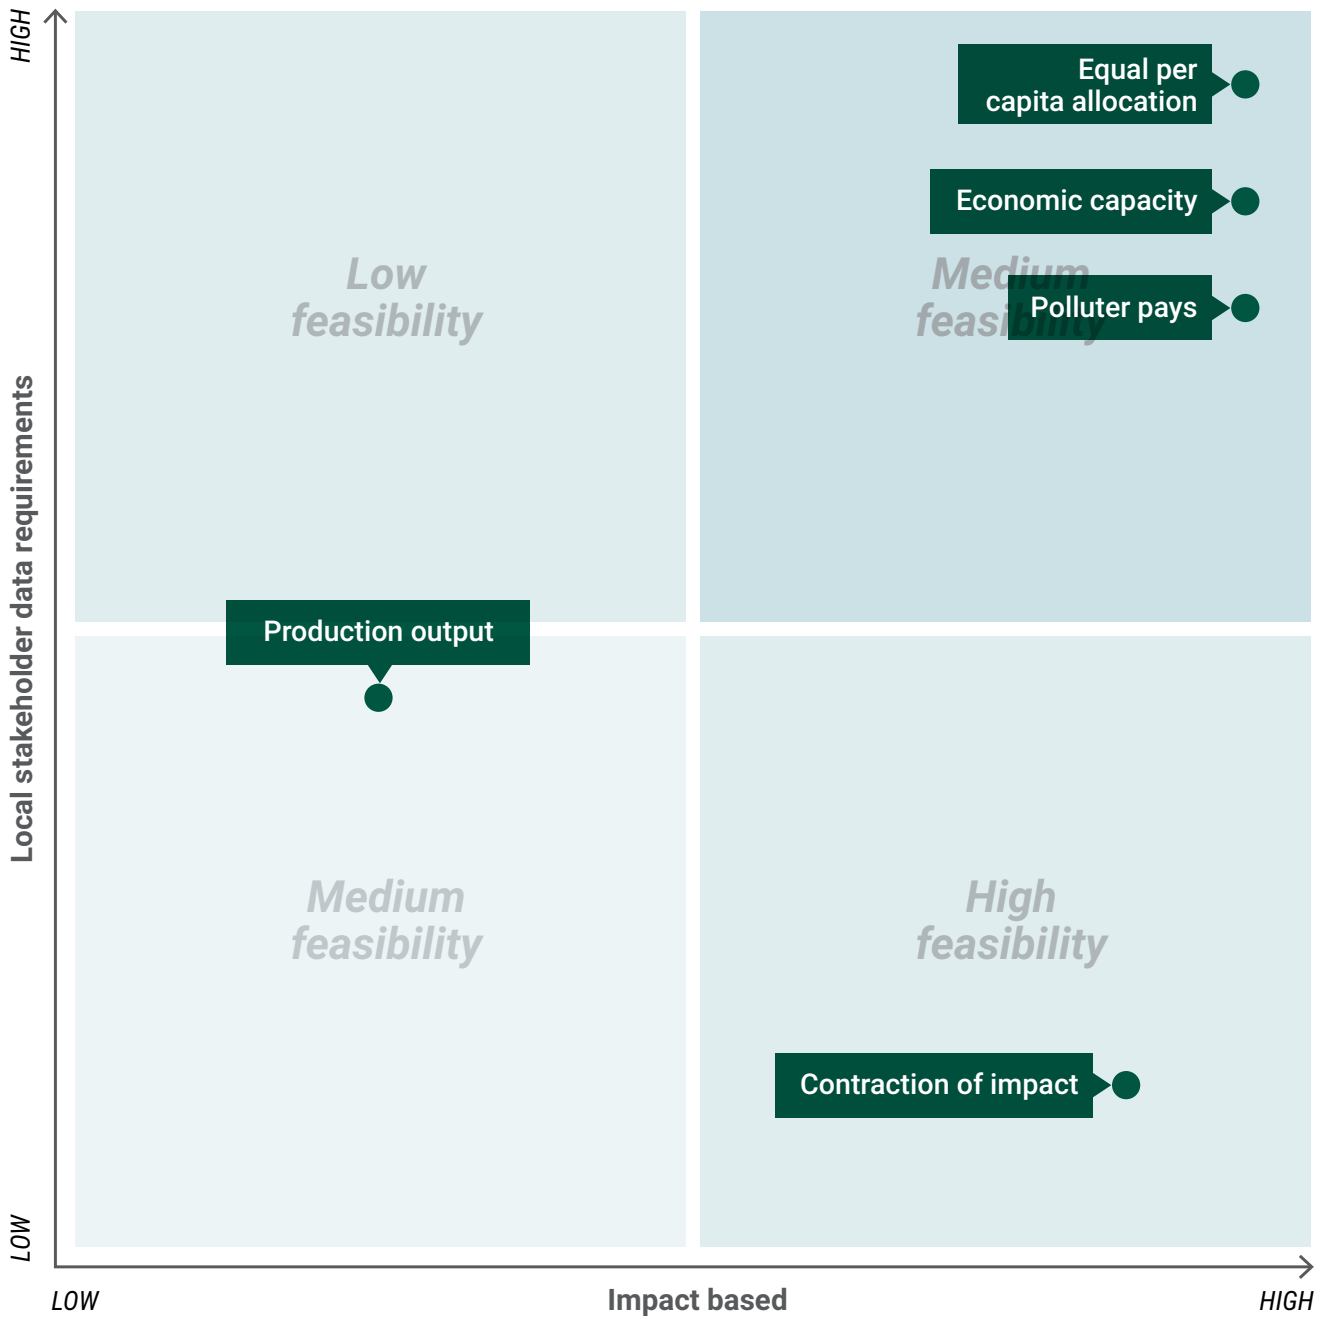 HIGH
Equal per
capita allocation
Economic capacity
Low
feasibility
Medium
feasibility
Polluter pays
Local stakeholder data requirements
Production output
Medium
feasibility
High
feasibility
Contraction of impact
LOW
LOW
Impact based
HIGH